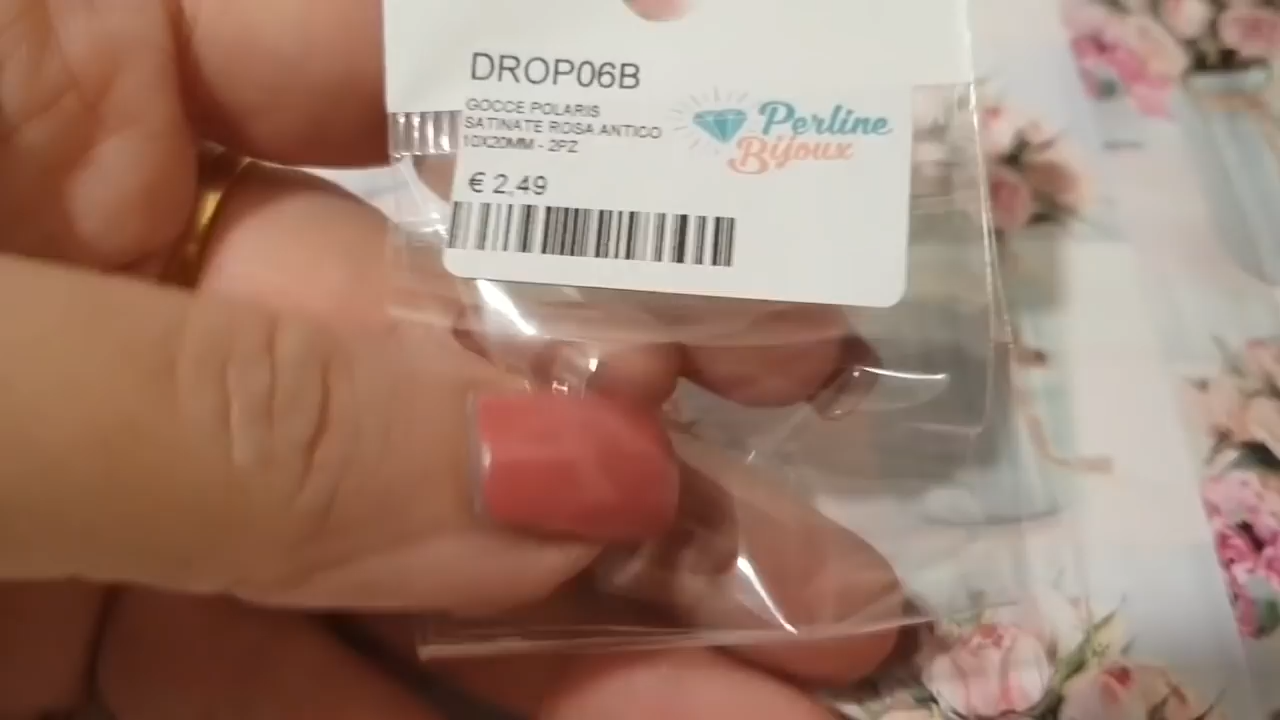 DROP06B
GOCCE POLARIS
SATINATE ROSA ANTICO
10X20MM - 2PZ
€ 2,49
Perline
Bijoux